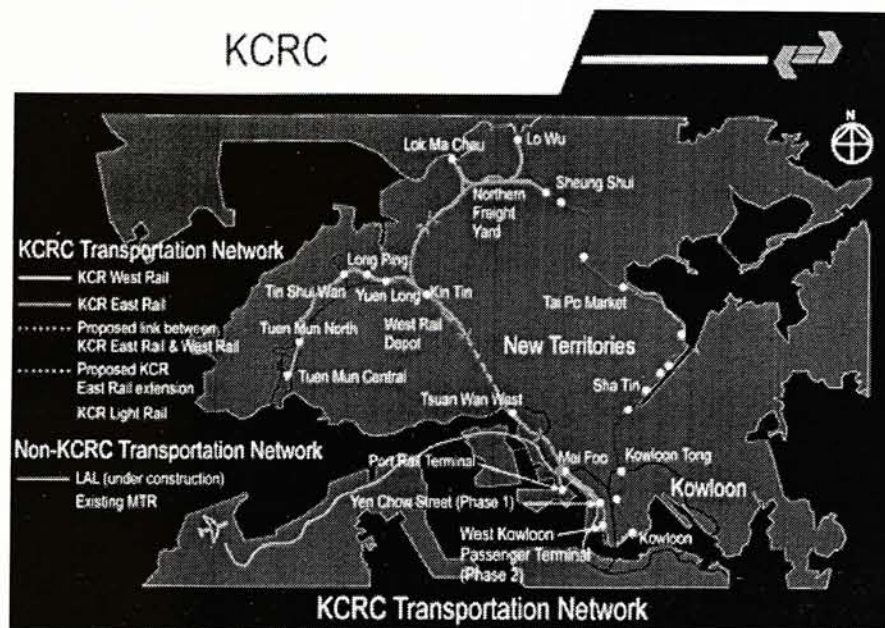 KCRC
N
Lok Ma Chau
Lo Wu
Sheung Shui
Northern
Freight
Yard
KCRC Transportation Network
KCR West Rail
KCR East Rail
Proposed link between
KCR East Rail & West Rail
Proposed KCR
East Rail extension
KCR Light Rail
Non-KCRC Transportation Network
LAL (under construction)
Existing MTR
Long Ping
Tin Shui Wan
Yuen Long
Kin Tin
Tai Po Market
Tuen Mun North
West Rail
Depot
New Territories
Tuen Mun Central
Sha Tin
Tsuan Wan West
Mei Foo
Kowloon Tong
Port Rail Terminal
Kowloon
Yen Chow Street (Phase 1)
West Kowloon
Passenger Terminal
(Phase 2)
Kowloon
KCRC Transportation Network